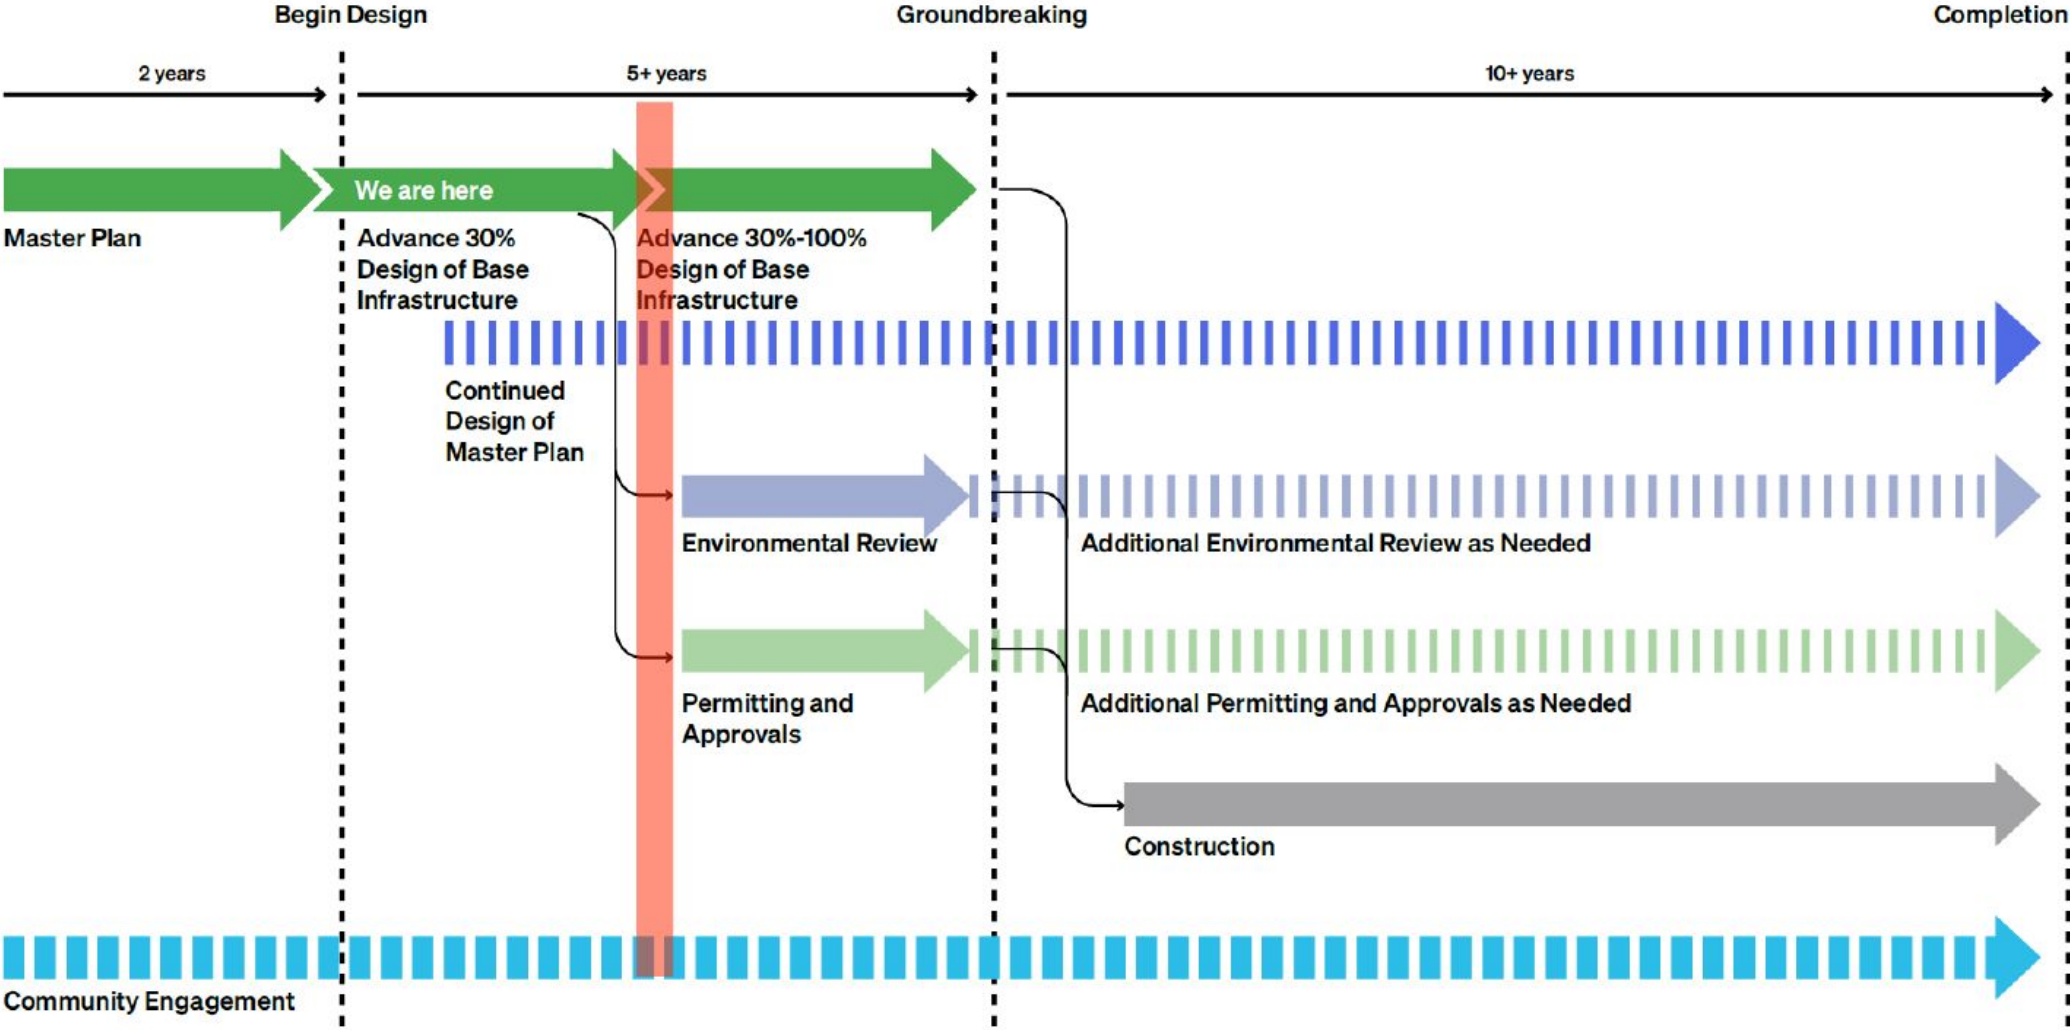 Begin Design
Groundbreaking
Completion
2 years
5+ years
10+ years
We are here
Master Plan
Advance 30%
Design of Base
Infrastructure
Advance 30%-100%
Design of Base
Infrastructure
Continued
Design of
Master Plan
Environmental Review
Additional Environmental Review as Needed
Permitting and
Approvals
Additional Permitting and Approvals as Needed
Construction
Community Engagement